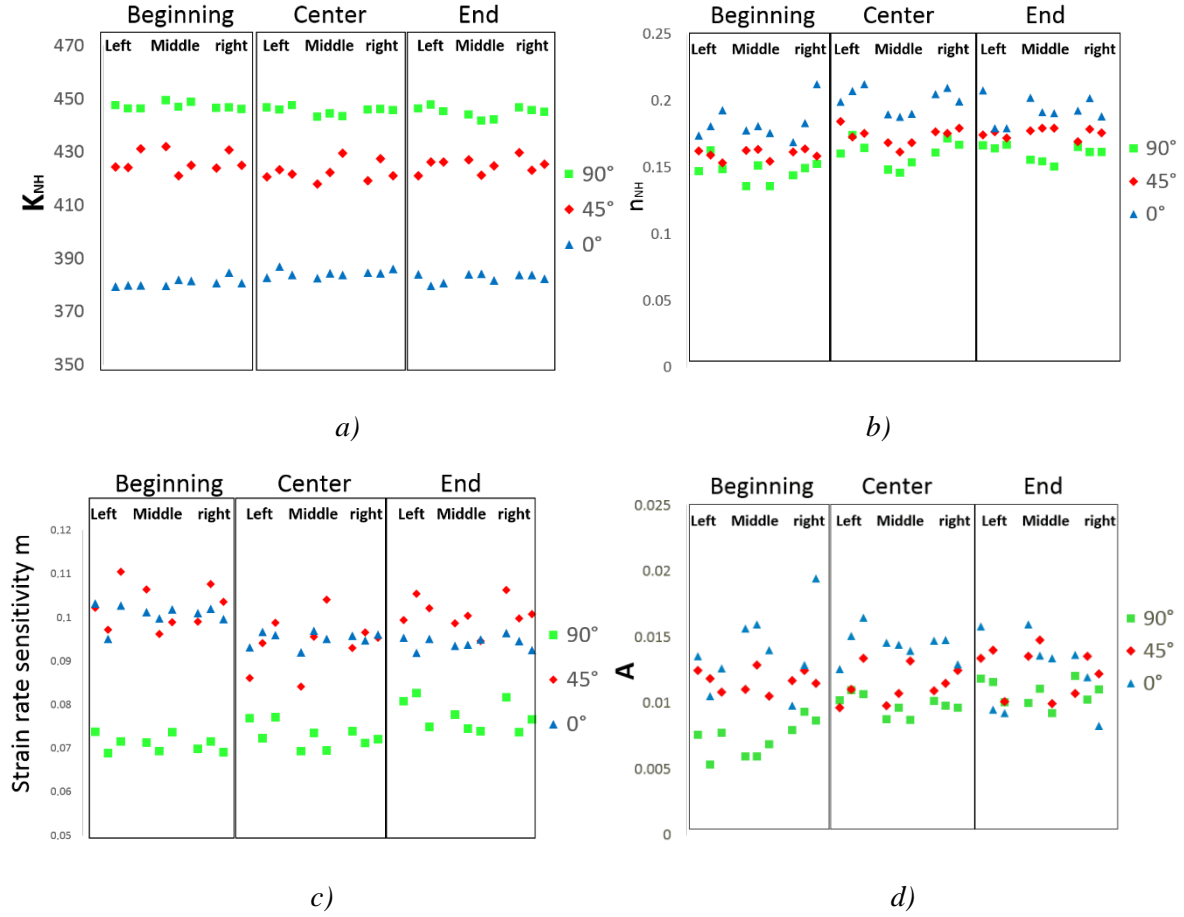 Beginning Center End
Left Middle right Left Middle right Left Middle right
470
450
430
410
390
370
350
K_NH
90°
45°
0°
a)
Beginning Center End
Left Middle right Left Middle right Left Middle right
0.25
0.2
0.15
0.1
0.05
0
n_NH
90°
45°
0°
b)
Beginning Center End
Left Middle right Left Middle right Left Middle right
0,12
0,11
0,1
0,09
0,08
0,07
0,06
0,05
Strain rate sensitivity m
90°
45°
0°
c)
Beginning Center End
Left Middle right Left Middle right Left Middle right
0.025
0.02
0.015
0.01
0.005
0
A
90°
45°
0°
d)